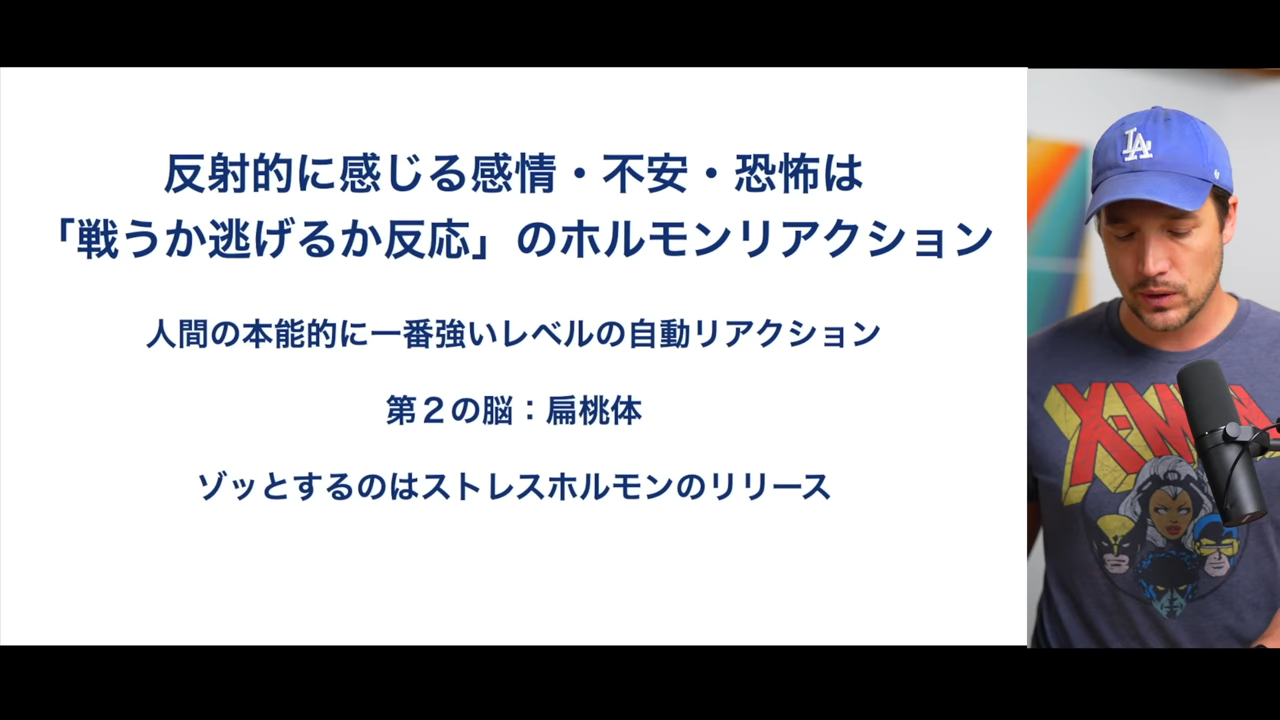 反射的に感じる感情・不安・恐怖は
「戦うか逃げるか反応」のホルモンリアクション
人間の本能的に一番強いレベルの自動リアクション
第２の脳：扁桃体
ゾッとするのはストレスホルモンのリリース
LA
X-MEN